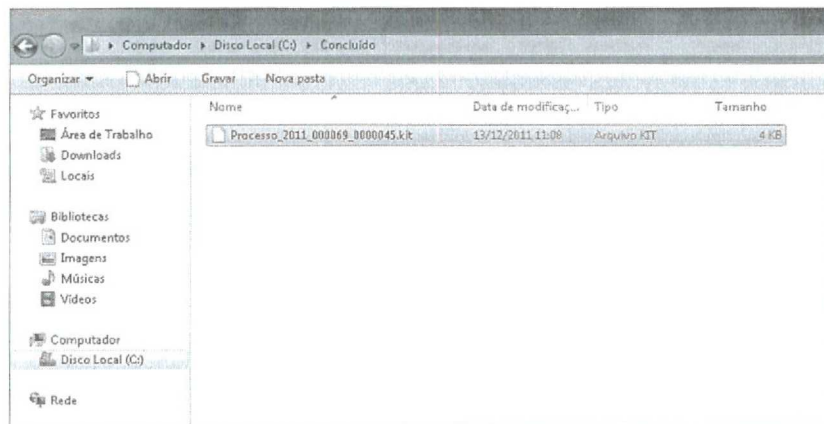 Computador ▸ Disco Local (C:) ▸ Concluído
Organizar Abrir Gravar Nova pasta
Nome Data de modificaç... Tipo Tamanho
Processo_2011_000069_0000045.kit 13/12/2011 11:08 Arquivo KIT 4 KB
Favoritos
Área de Trabalho
Downloads
Locais
Bibliotecas
Documentos
Imagens
Músicas
Vídeos
Computador
Disco Local (C:)
Rede